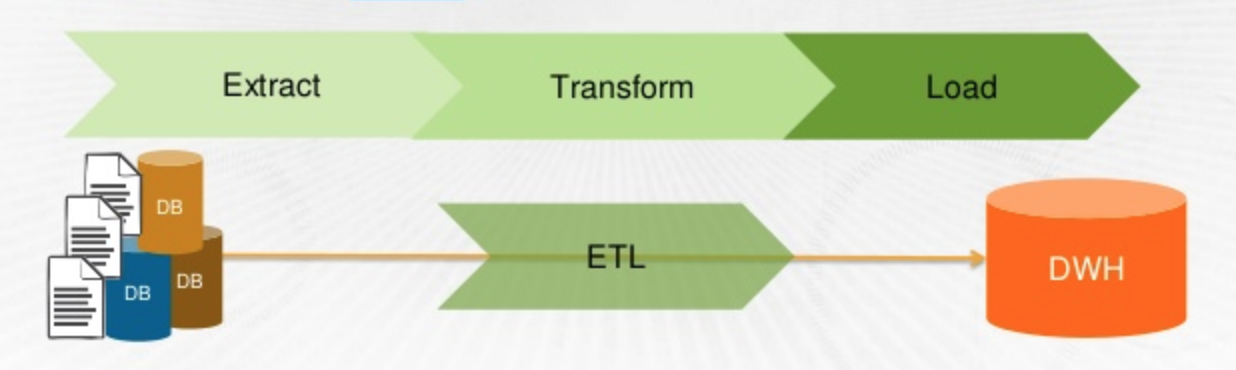 Extract
Transform
Load
DB
DB
DB
ETL
DWH